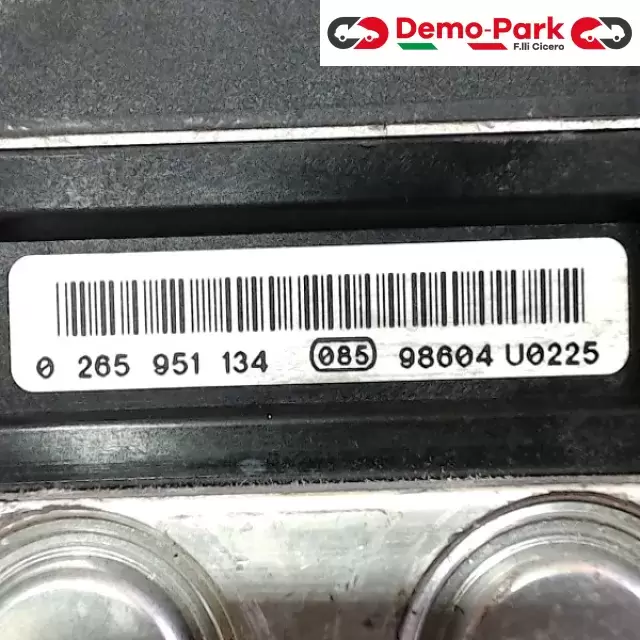 Demo-Park
F.lli Cicero
0 265 951 134 085 98604 U0225